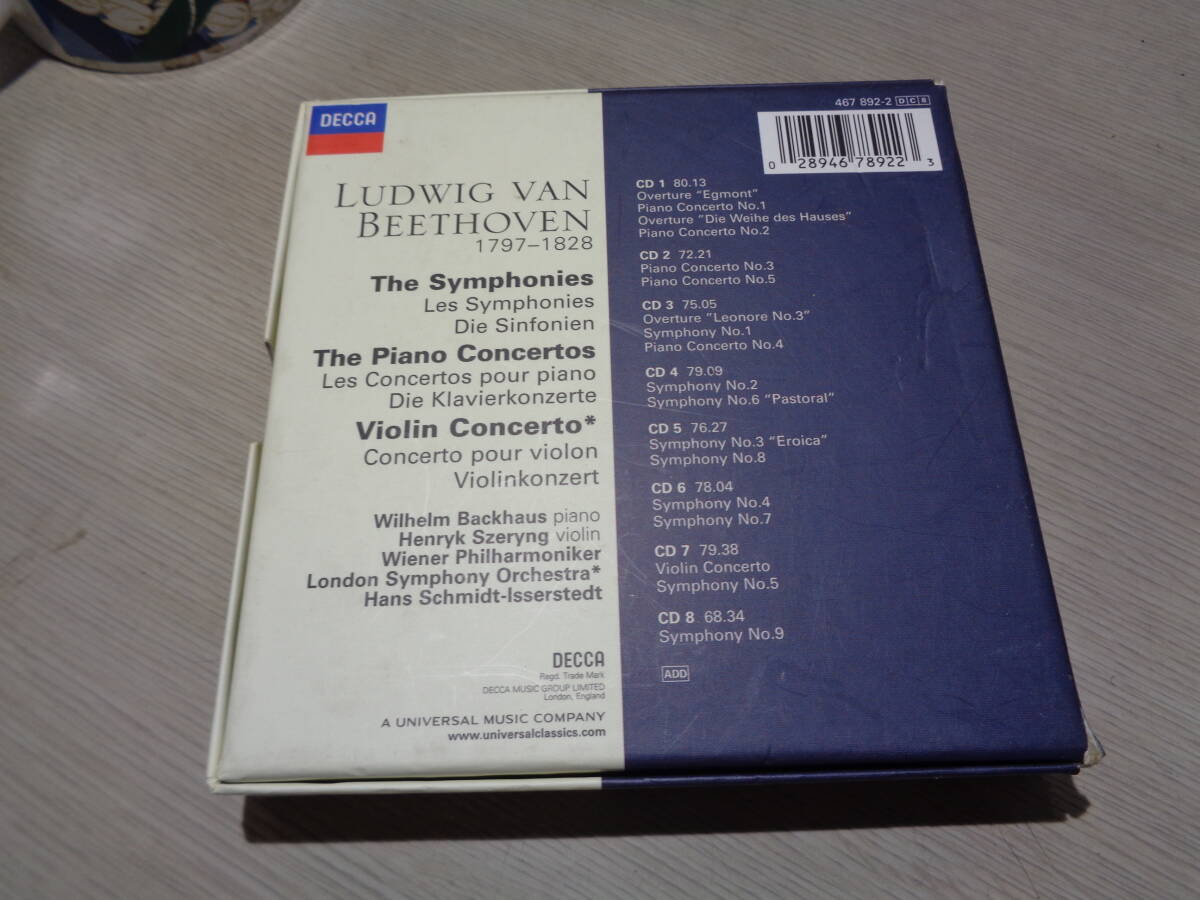 DECCA
LUDWIG VAN
BEETHOVEN
1797–1828
The Symphonies
Les Symphonies
Die Sinfonien
The Piano Concertos
Les Concertos pour piano
Die Klavierkonzerte
Violin Concerto*
Concerto pour violon
Violinkonzert
Wilhelm Backhaus piano
Henryk Szeryng violin
Wiener Philharmoniker
London Symphony Orchestra*
Hans Schmidt-Isserstedt
DECCA
Regd. Trade Mark
DECCA MUSIC GROUP LIMITED
London, England
A UNIVERSAL MUSIC COMPANY
www.universalclassics.com
467 892-2 DC8
0 28946 78922 3
CD 1 80.13
Overture "Egmont"
Piano Concerto No.1
Overture "Die Weihe des Hauses"
Piano Concerto No.2
CD 2 72.21
Piano Concerto No.3
Piano Concerto No.5
CD 3 75.05
Overture "Leonore No.3"
Symphony No.1
Piano Concerto No.4
CD 4 79.09
Symphony No.2
Symphony No.6 "Pastoral"
CD 5 76.27
Symphony No.3 "Eroica"
Symphony No.8
CD 6 78.04
Symphony No.4
Symphony No.7
CD 7 79.38
Violin Concerto
Symphony No.5
CD 8 68.34
Symphony No.9
ADD